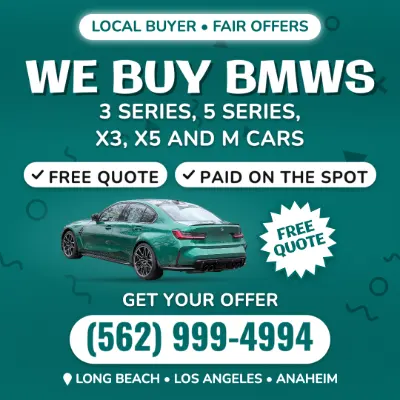 LOCAL BUYER • FAIR OFFERS
WE BUY BMWS
3 SERIES, 5 SERIES,
X3, X5 AND M CARS
✓ FREE QUOTE
✓ PAID ON THE SPOT
FREE
QUOTE
GET YOUR OFFER
(562) 999-4994
LONG BEACH • LOS ANGELES • ANAHEIM